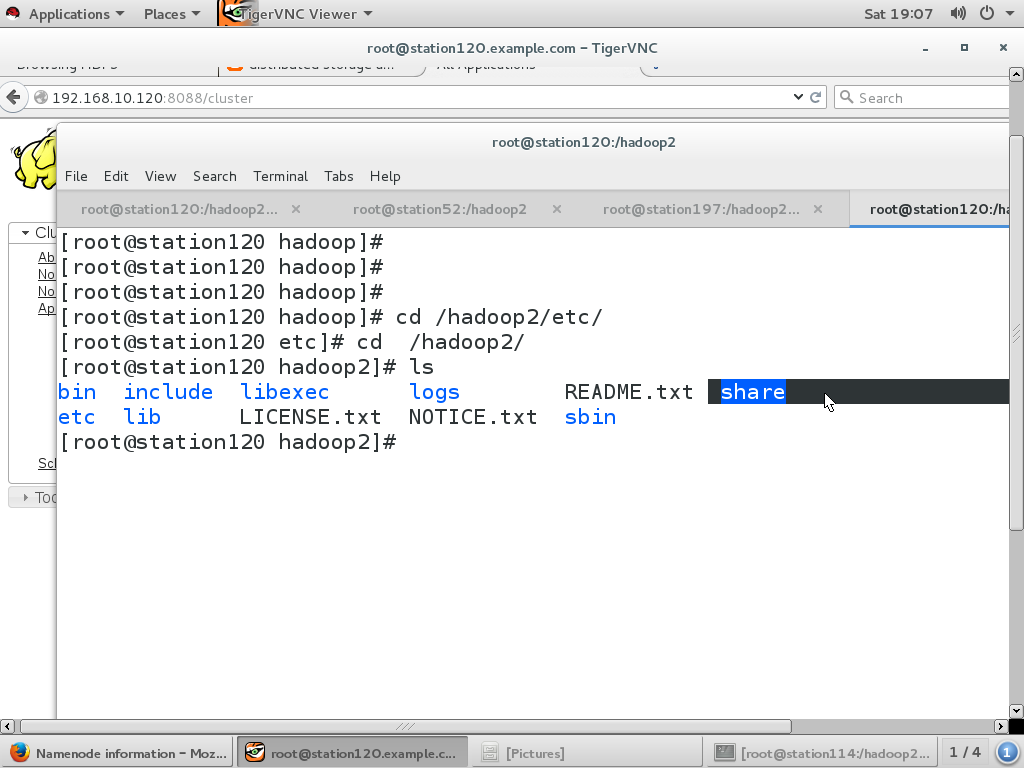 Applications Places TigerVNC Viewer Sat 19:07
root@station120.example.com - TigerVNC
Browsing HDFS distributed storage a... All Applications
192.168.10.120:8088/cluster Search
root@station120:/hadoop2
File Edit View Search Terminal Tabs Help
root@station120:/hadoop2... × root@station52:/hadoop2 × root@station197:/hadoop2... × root@station120:/ha
Clu
Ab
No
No
Ap
Sch
Too
[root@station120 hadoop]#
[root@station120 hadoop]#
[root@station120 hadoop]#
[root@station120 hadoop]# cd /hadoop2/etc/
[root@station120 etc]# cd  /hadoop2/
[root@station120 hadoop2]# ls
bin include libexec logs README.txt share
etc lib LICENSE.txt NOTICE.txt sbin
[root@station120 hadoop2]#
Namenode information - Moz... root@station120.example.c... [Pictures] [root@station114:/hadoop2... 1 / 4 1